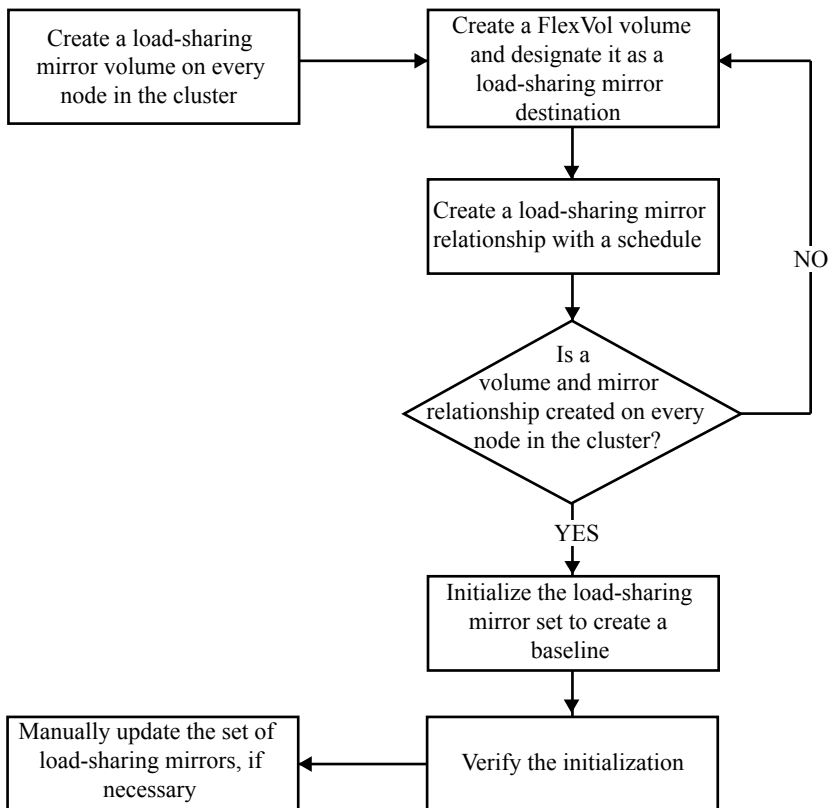 Create a load-sharing
mirror volume on every
node in the cluster
Create a FlexVol volume
and designate it as a
load-sharing mirror
destination
Create a load-sharing mirror
relationship with a schedule
NO
Is a
volume and mirror
relationship created on every
node in the cluster?
YES
Initialize the load-sharing
mirror set to create a
baseline
Verify the initialization
Manually update the set of
load-sharing mirrors, if
necessary